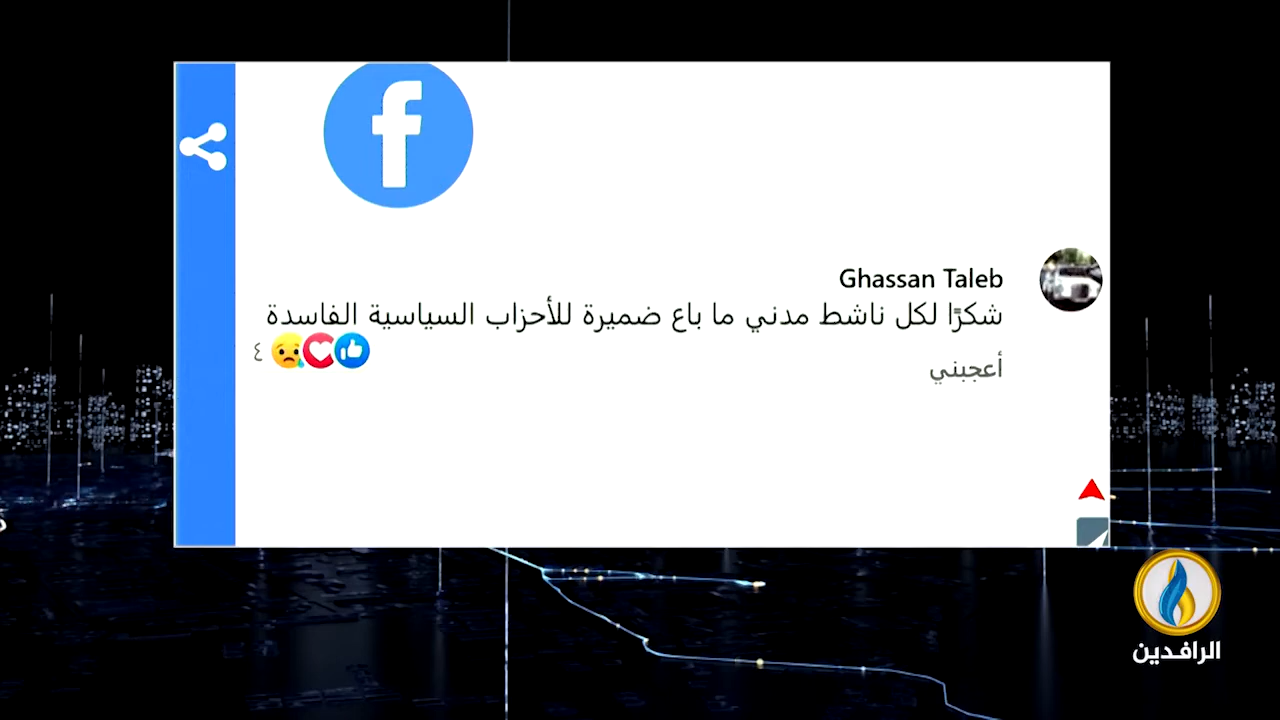 Ghassan Taleb
شكرًا لكل ناشط مدني ما باع ضميرة للأحزاب السياسية الفاسدة
٤
أعجبني
الرافدين